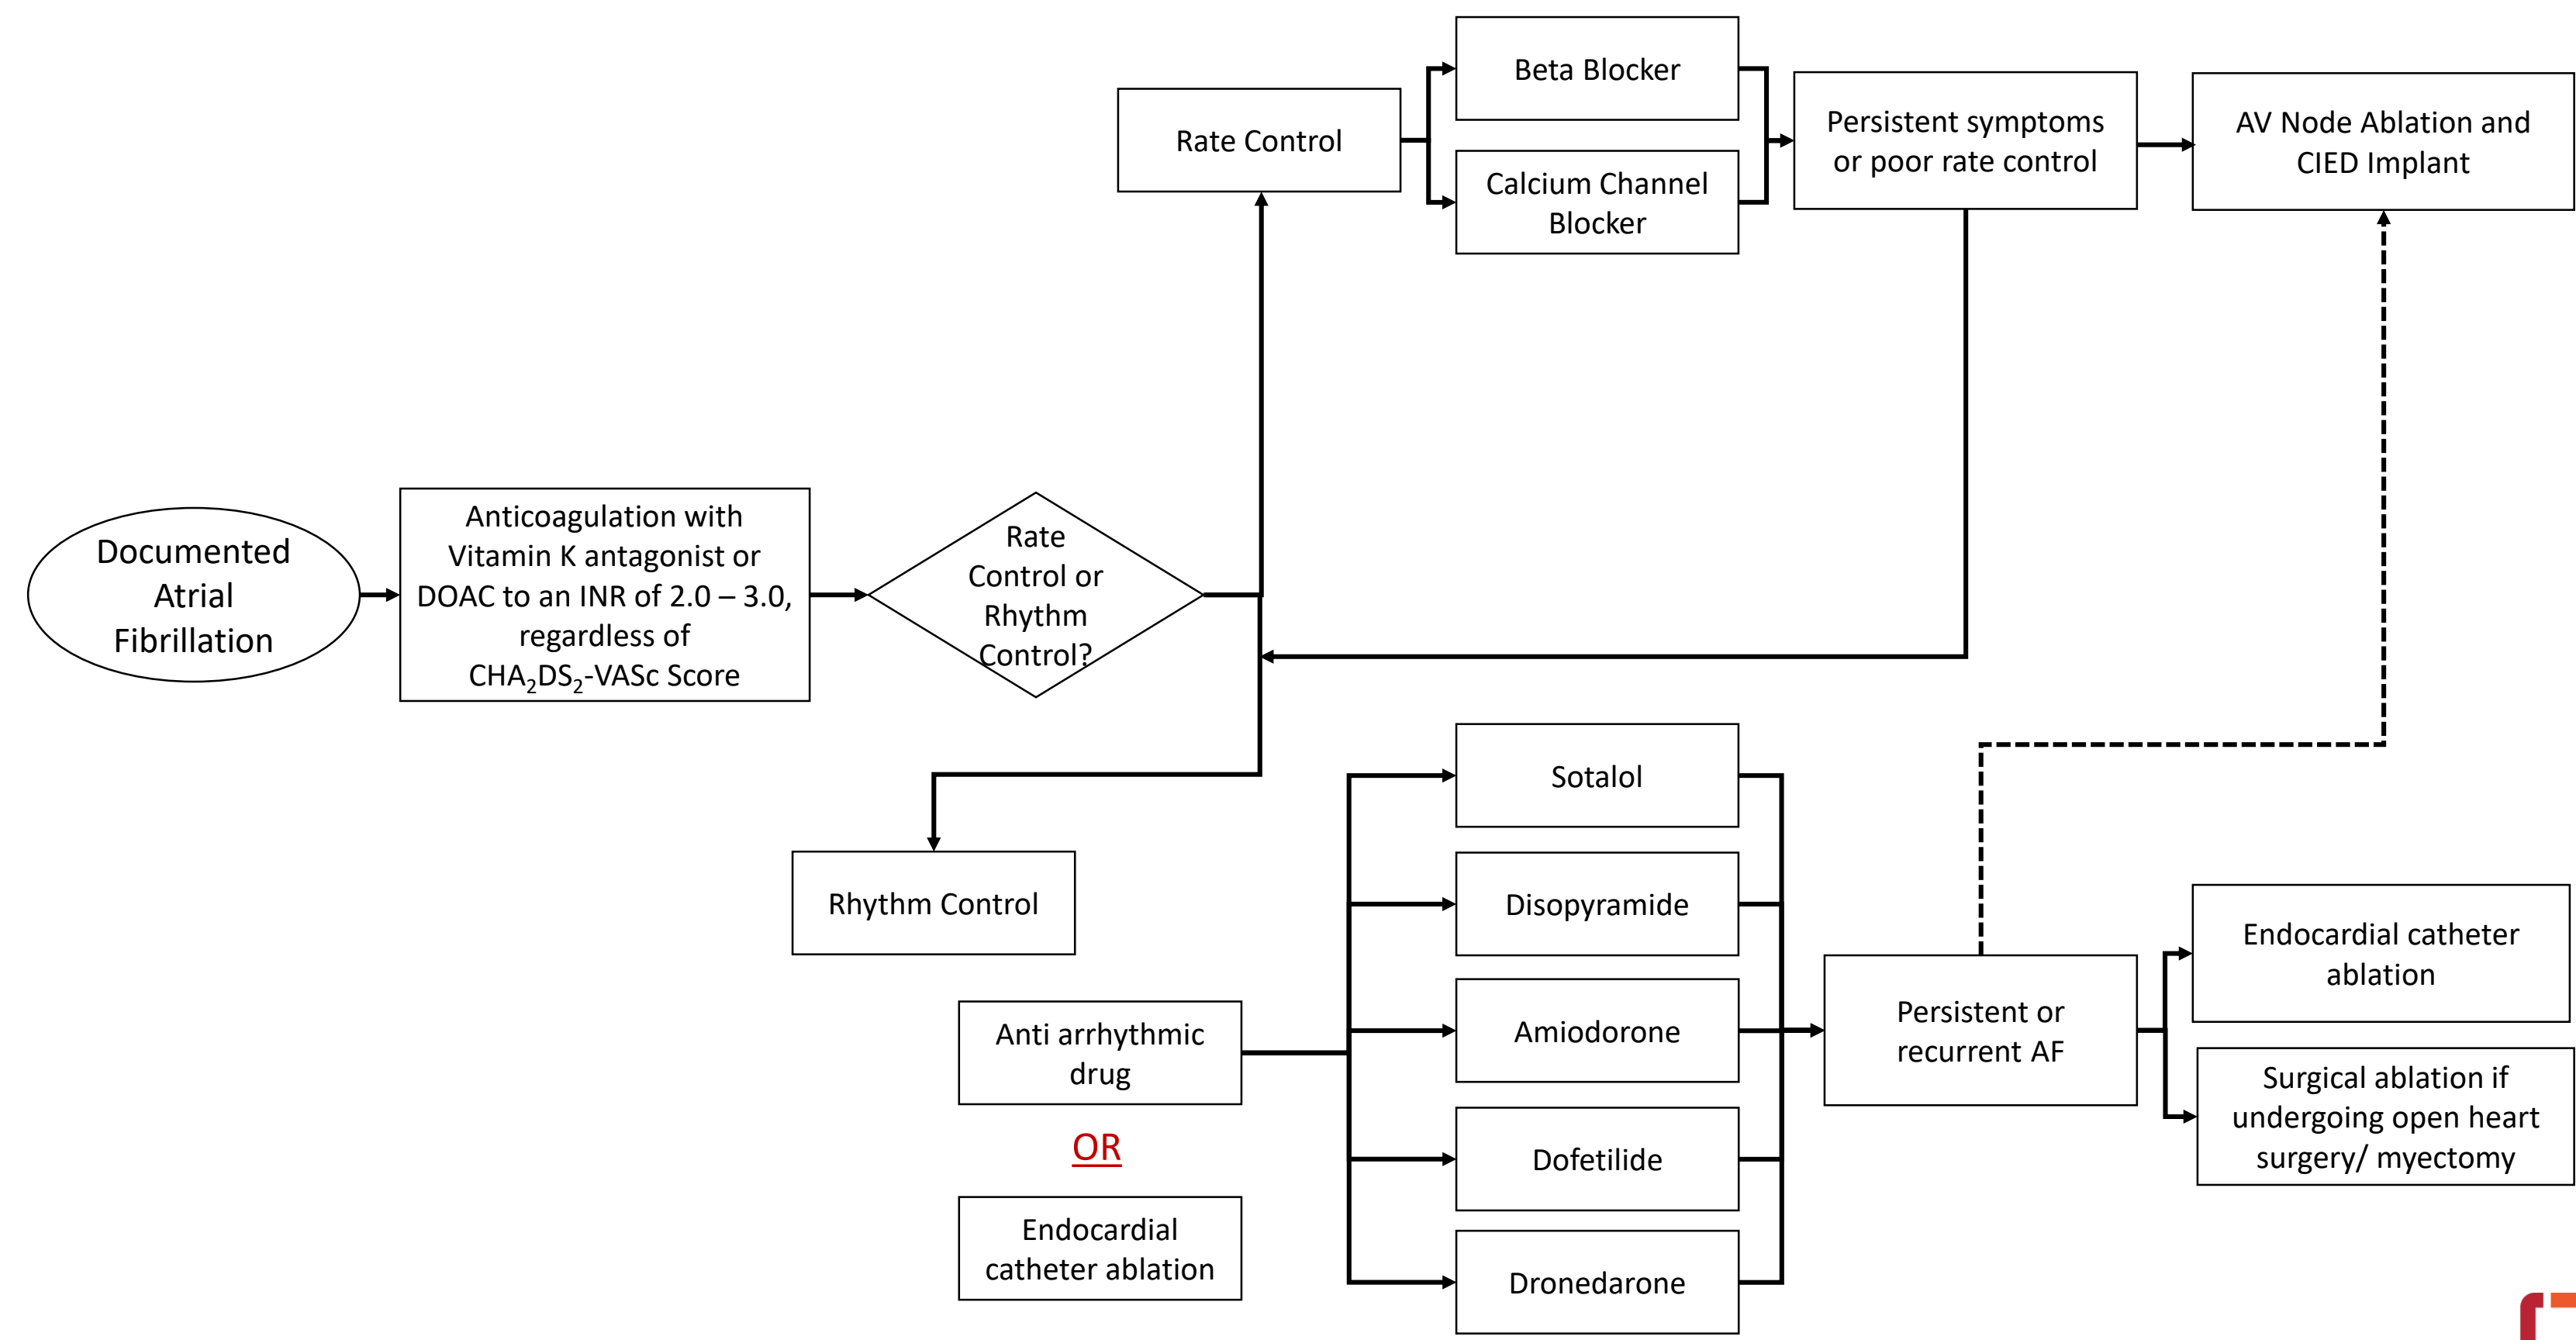 Documented
Atrial
Fibrillation
Anticoagulation with
Vitamin K antagonist or
DOAC to an INR of 2.0 – 3.0,
regardless of
CHA₂DS₂-VASc Score
Rate
Control or
Rhythm
Control?
Rate Control
Beta Blocker
Calcium Channel
Blocker
Persistent symptoms
or poor rate control
AV Node Ablation and
CIED Implant
Rhythm Control
Anti arrhythmic
drug
OR
Endocardial
catheter ablation
Sotalol
Disopyramide
Amiodorone
Dofetilide
Dronedarone
Persistent or
recurrent AF
Endocardial catheter
ablation
Surgical ablation if
undergoing open heart
surgery/ myectomy